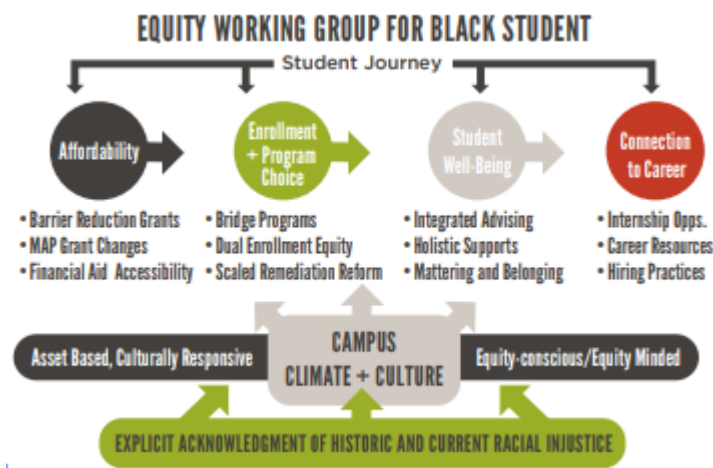 EQUITY WORKING GROUP FOR BLACK STUDENT
Student Journey
Affordability
Enrollment
+ Program
Choice
Student
Well-Being
Connection
to Career
• Barrier Reduction Grants
• MAP Grant Changes
• Financial Aid Accessibility
• Bridge Programs
• Dual Enrollment Equity
• Scaled Remediation Reform
• Integrated Advising
• Holistic Supports
• Mattering and Belonging
• Internship Opps.
• Career Resources
• Hiring Practices
Asset Based, Culturally Responsive
CAMPUS
CLIMATE + CULTURE
Equity-conscious/Equity Minded
EXPLICIT ACKNOWLEDGMENT OF HISTORIC AND CURRENT RACIAL INJUSTICE